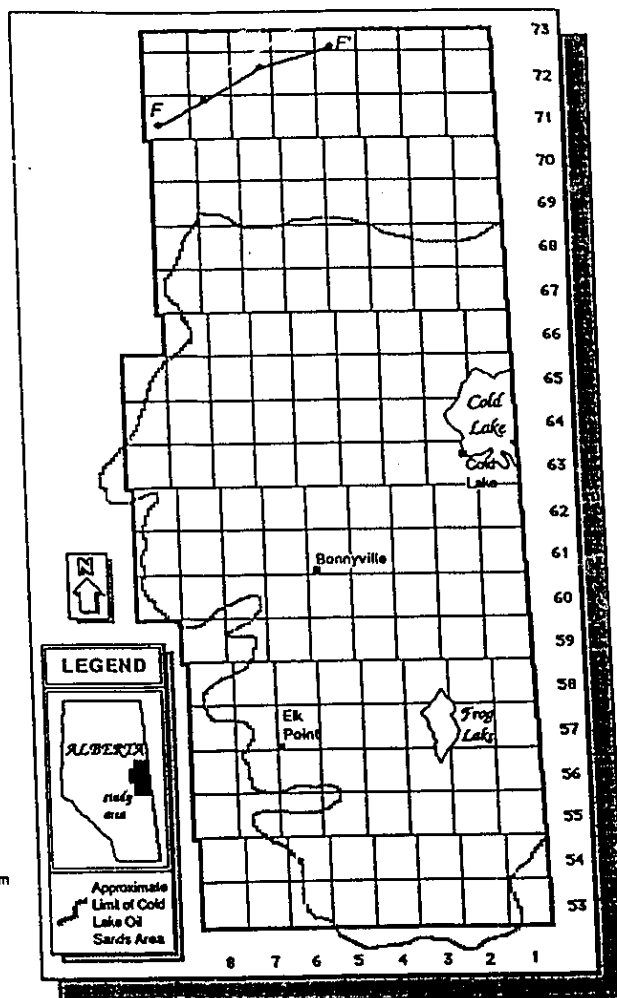 73
F'
72
F
71
70
69
68
67
66
65
Cold
Lake
64
63
Cold
Lake
62
61
Bonnyville
60
59
58
Elk
Point
Frog
Lake
57
56
55
54
53
N
LEGEND
ALBERTA
study
area
m
Approximate
Limit of Cold
Lake Oil
Sands Area
8 7 6 5 4 3 2 1